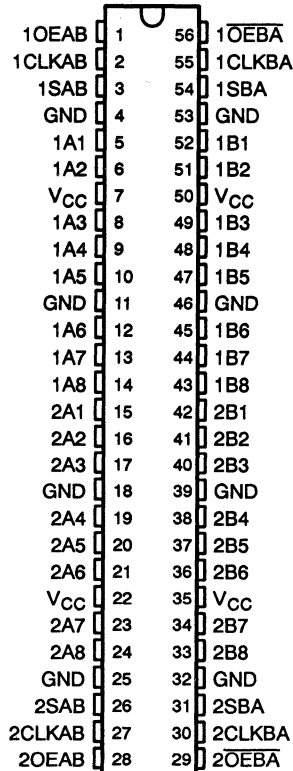 1OEAB 1 56 1O̅E̅B̅A̅
1CLKAB 2 55 1CLKBA
1SAB 3 54 1SBA
GND 4 53 GND
1A1 5 52 1B1
1A2 6 51 1B2
VCC 7 50 VCC
1A3 8 49 1B3
1A4 9 48 1B4
1A5 10 47 1B5
GND 11 46 GND
1A6 12 45 1B6
1A7 13 44 1B7
1A8 14 43 1B8
2A1 15 42 2B1
2A2 16 41 2B2
2A3 17 40 2B3
GND 18 39 GND
2A4 19 38 2B4
2A5 20 37 2B5
2A6 21 36 2B6
VCC 22 35 VCC
2A7 23 34 2B7
2A8 24 33 2B8
GND 25 32 GND
2SAB 26 31 2SBA
2CLKAB 27 30 2CLKBA
2OEAB 28 29 2O̅E̅B̅A̅